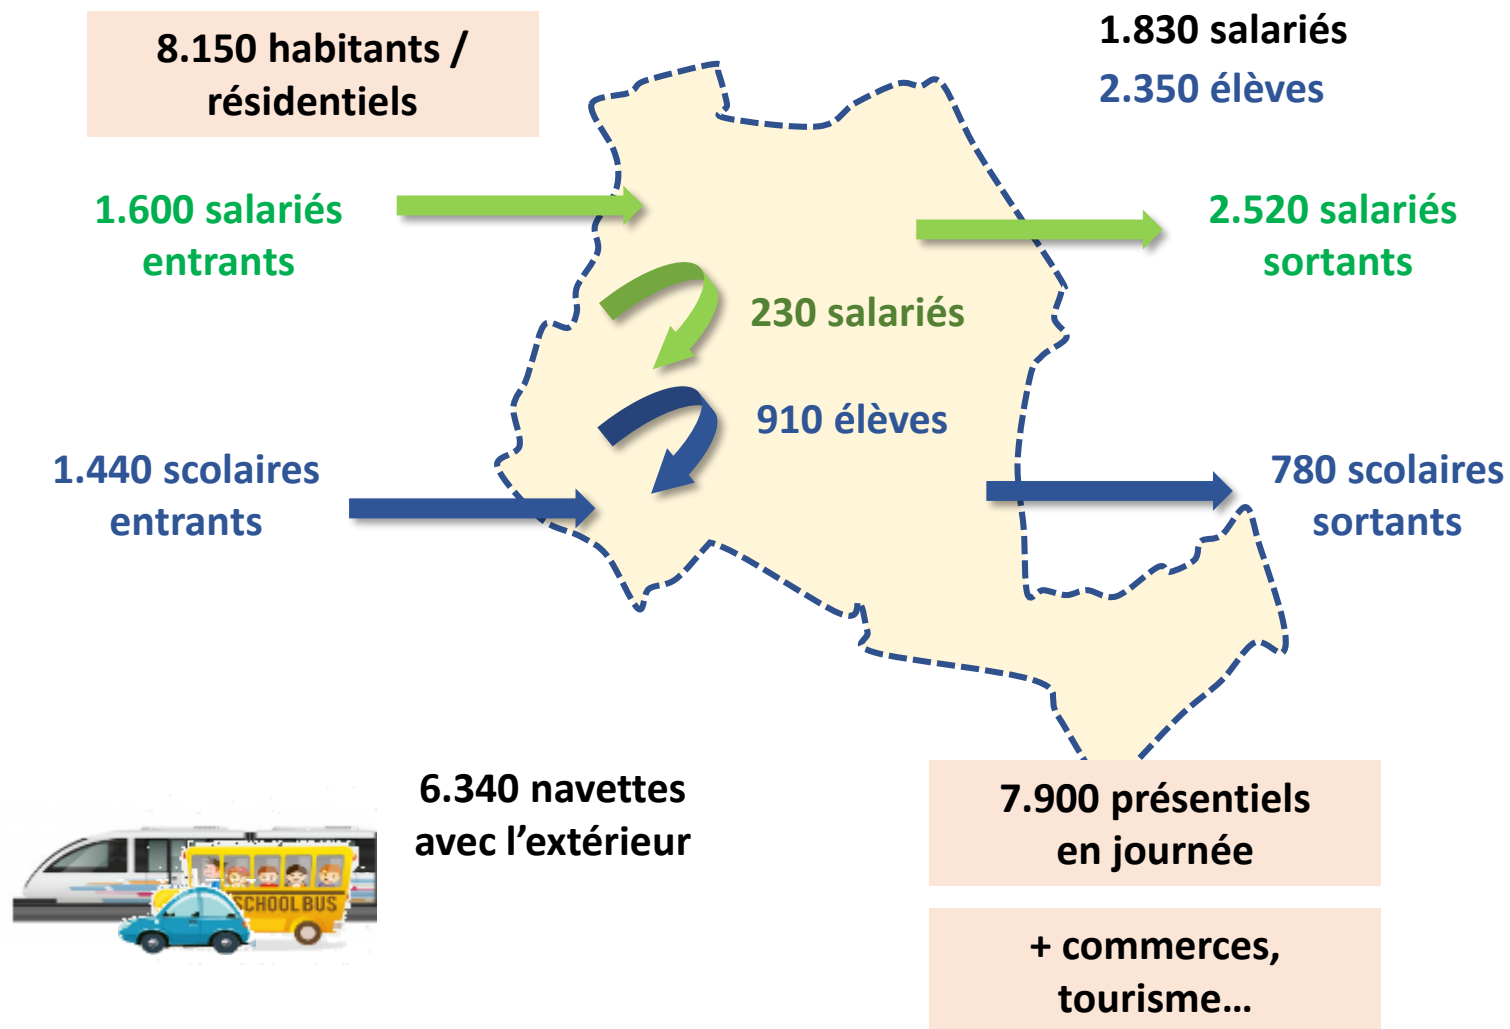 8.150 habitants /
résidentiels
1.830 salariés
2.350 élèves
1.600 salariés
entrants
2.520 salariés
sortants
230 salariés
910 élèves
1.440 scolaires
entrants
780 scolaires
sortants
6.340 navettes
avec l’extérieur
SCHOOL BUS
7.900 présentiels
en journée
+ commerces,
tourisme…